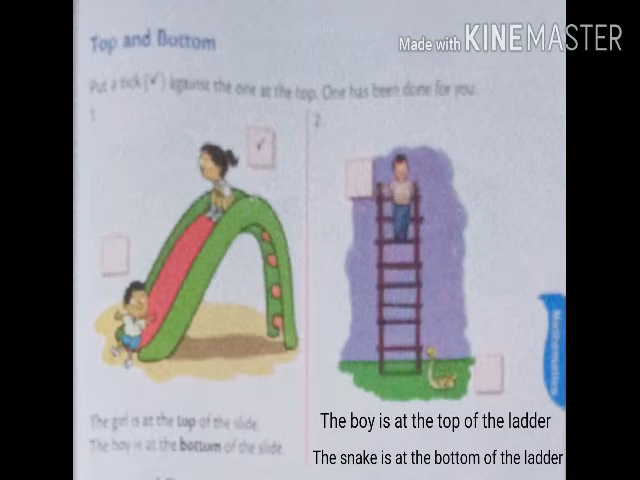 Made with KINEMASTER
Top and Bottom
Put a tick (✓) against the one at the top. One has been done for you.
1
2
✓
Mathematics
The girl is at the top of the slide.
The boy is at the bottom of the slide.
The boy is at the top of the ladder
The snake is at the bottom of the ladder